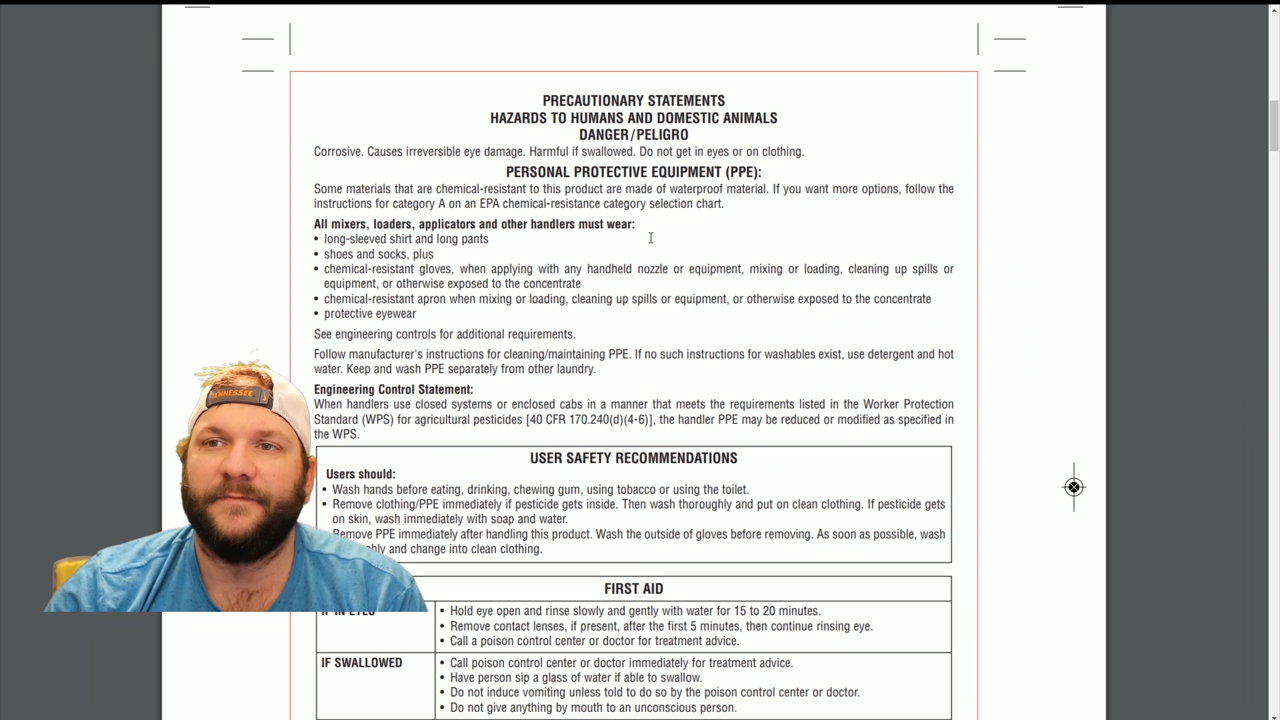 PRECAUTIONARY STATEMENTS
HAZARDS TO HUMANS AND DOMESTIC ANIMALS
DANGER/PELIGRO
Corrosive. Causes irreversible eye damage. Harmful if swallowed. Do not get in eyes or on clothing.
PERSONAL PROTECTIVE EQUIPMENT (PPE):
Some materials that are chemical-resistant to this product are made of waterproof material. If you want more options, follow the
instructions for category A on an EPA chemical-resistance category selection chart.
All mixers, loaders, applicators and other handlers must wear:
• long-sleeved shirt and long pants
• shoes and socks, plus
• chemical-resistant gloves, when applying with any handheld nozzle or equipment, mixing or loading, cleaning up spills or
equipment, or otherwise exposed to the concentrate
• chemical-resistant apron when mixing or loading, cleaning up spills or equipment, or otherwise exposed to the concentrate
• protective eyewear
See engineering controls for additional requirements.
Follow manufacturer's instructions for cleaning/maintaining PPE. If no such instructions for washables exist, use detergent and hot
water. Keep and wash PPE separately from other laundry.
Engineering Control Statement:
When handlers use closed systems or enclosed cabs in a manner that meets the requirements listed in the Worker Protection
Standard (WPS) for agricultural pesticides [40 CFR 170.240(d)(4-6)], the handler PPE may be reduced or modified as specified in
the WPS.
TENNESSEE
USER SAFETY RECOMMENDATIONS
Users should:
• Wash hands before eating, drinking, chewing gum, using tobacco or using the toilet.
• Remove clothing/PPE immediately if pesticide gets inside. Then wash thoroughly and put on clean clothing. If pesticide gets
on skin, wash immediately with soap and water.
Remove PPE immediately after handling this product. Wash the outside of gloves before removing. As soon as possible, wash
and change into clean clothing.
FIRST AID
IF IN EYES
• Hold eye open and rinse slowly and gently with water for 15 to 20 minutes.
• Remove contact lenses, if present, after the first 5 minutes, then continue rinsing eye.
• Call a poison control center or doctor for treatment advice.
IF SWALLOWED
• Call poison control center or doctor immediately for treatment advice.
• Have person sip a glass of water if able to swallow.
• Do not induce vomiting unless told to do so by the poison control center or doctor.
• Do not give anything by mouth to an unconscious person.